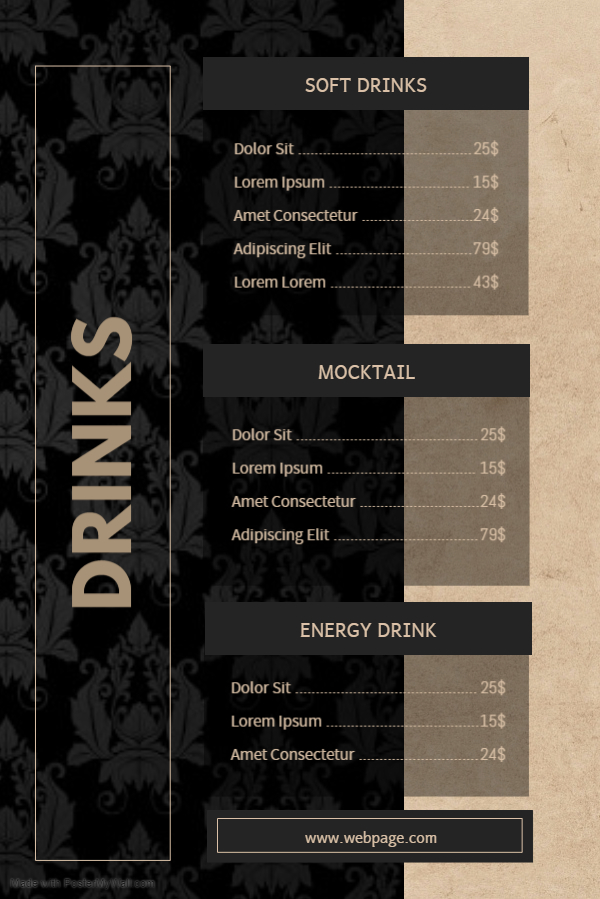 DRINKS
SOFT DRINKS
Dolor Sit 25$
Lorem Ipsum 15$
Amet Consectetur 24$
Adipiscing Elit 79$
Lorem Lorem 43$
MOCKTAIL
Dolor Sit 25$
Lorem Ipsum 15$
Amet Consectetur 24$
Adipiscing Elit 79$
ENERGY DRINK
Dolor Sit 25$
Lorem Ipsum 15$
Amet Consectetur 24$
www.webpage.com
Made with PosterMyWall.com